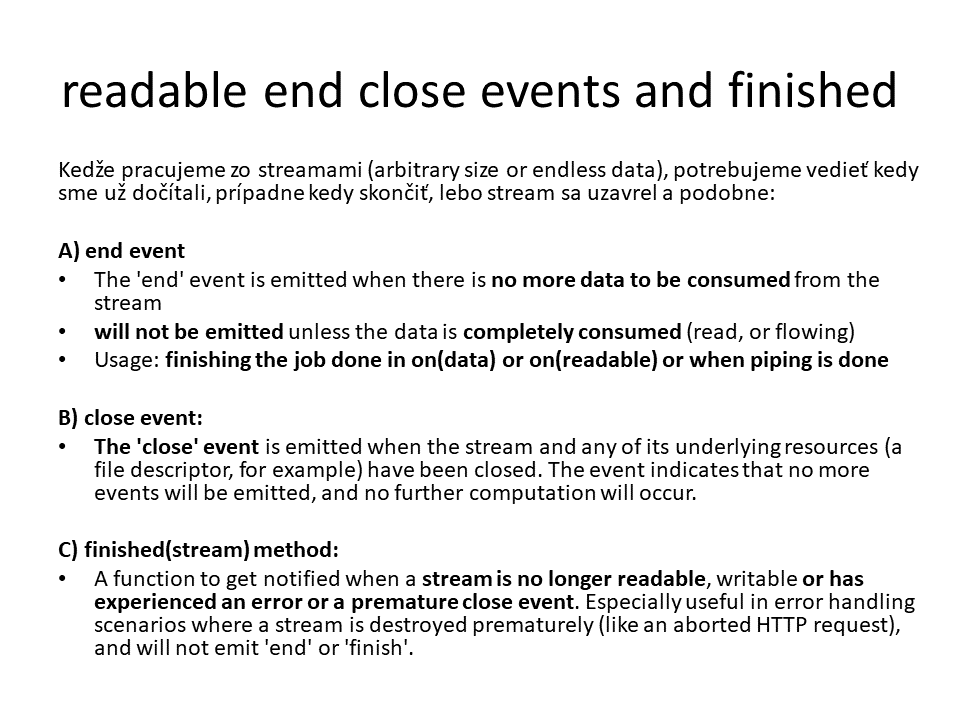 readable end close events and finished
Kedže pracujeme zo streamami (arbitrary size or endless data), potrebujeme vedieť kedy
sme už dočítali, prípadne kedy skončiť, lebo stream sa uzavrel a podobne:
A) end event
• The 'end' event is emitted when there is no more data to be consumed from the
stream
• will not be emitted unless the data is completely consumed (read, or flowing)
• Usage: finishing the job done in on(data) or on(readable) or when piping is done
B) close event:
• The 'close' event is emitted when the stream and any of its underlying resources (a
file descriptor, for example) have been closed. The event indicates that no more
events will be emitted, and no further computation will occur.
C) finished(stream) method:
• A function to get notified when a stream is no longer readable, writable or has
experienced an error or a premature close event. Especially useful in error handling
scenarios where a stream is destroyed prematurely (like an aborted HTTP request),
and will not emit 'end' or 'finish'.